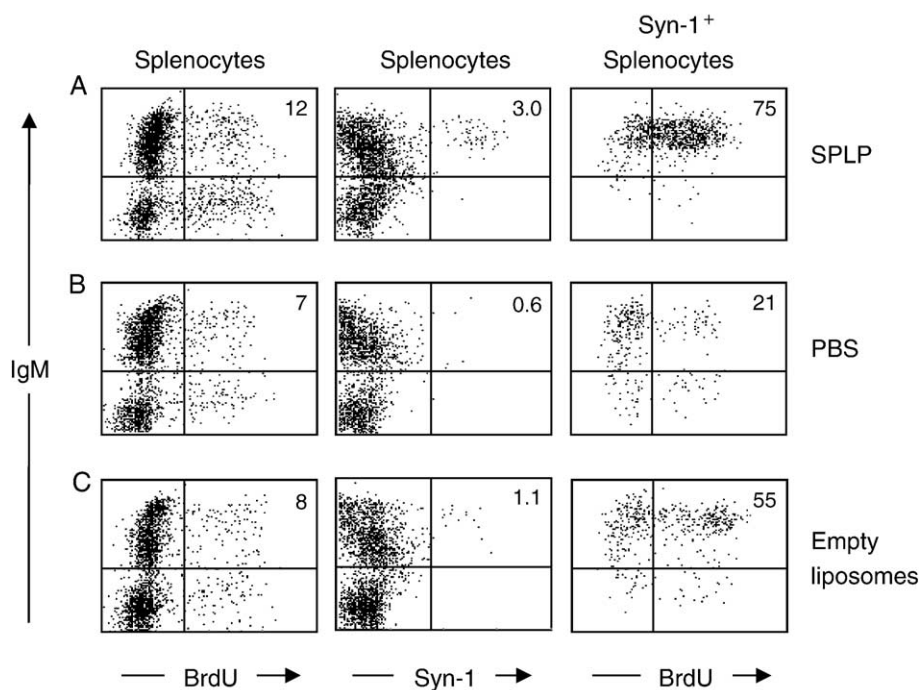 Syn-1⁺
Splenocytes Splenocytes Splenocytes
A 12 3.0 75 SPLP
B 7 0.6 21 PBS
IgM
C 8 1.1 55
Empty
liposomes
BrdU Syn-1 BrdU